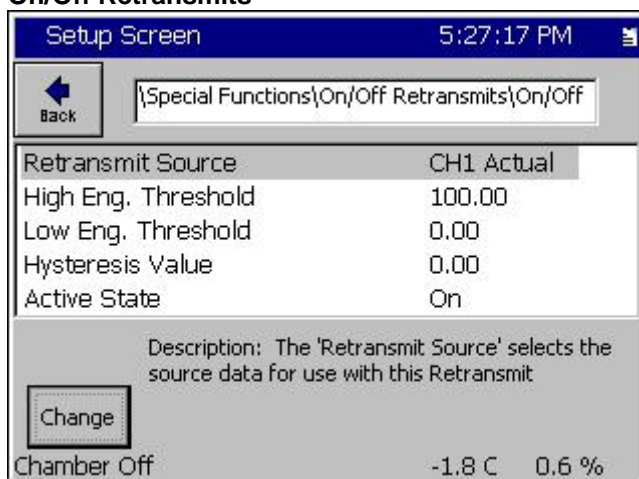 On/Off Retransmits
Setup Screen 5:27:17 PM
Back
\Special Functions\On/Off Retransmits\On/Off
Retransmit Source CH1 Actual
High Eng. Threshold 100.00
Low Eng. Threshold 0.00
Hysteresis Value 0.00
Active State On
Description: The 'Retransmit Source' selects the
source data for use with this Retransmit
Change
Chamber Off -1.8 C 0.6 %